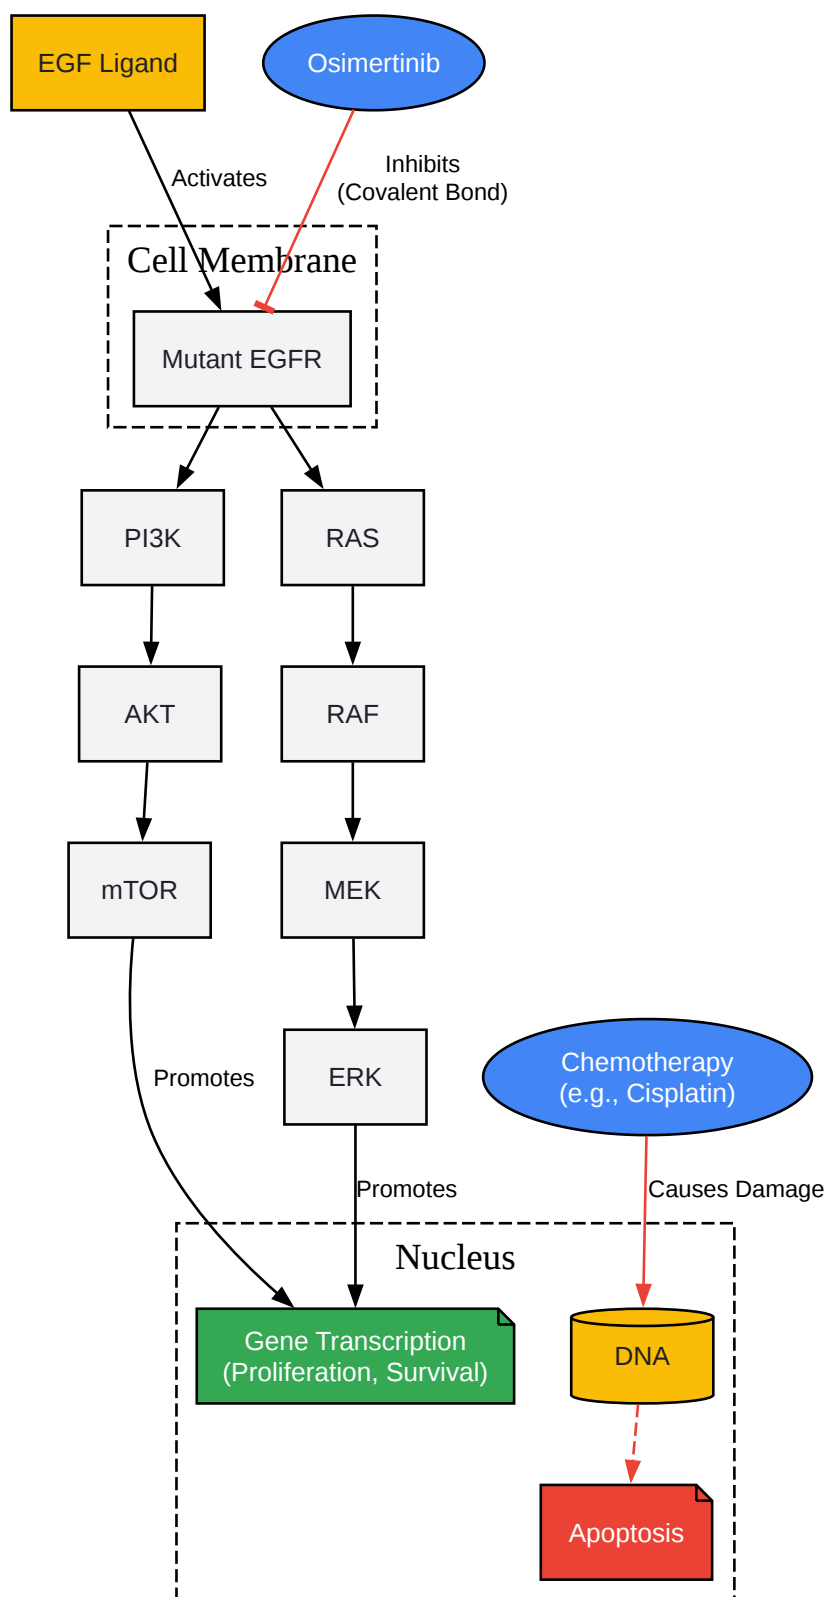 EGF Ligand
Osimertinib
Activates
Inhibits
(Covalent Bond)
Cell Membrane
Mutant EGFR
PI3K
RAS
AKT
RAF
mTOR
MEK
Promotes
ERK
Chemotherapy
(e.g., Cisplatin)
Promotes
Causes Damage
Nucleus
Gene Transcription
(Proliferation, Survival)
DNA
Apoptosis